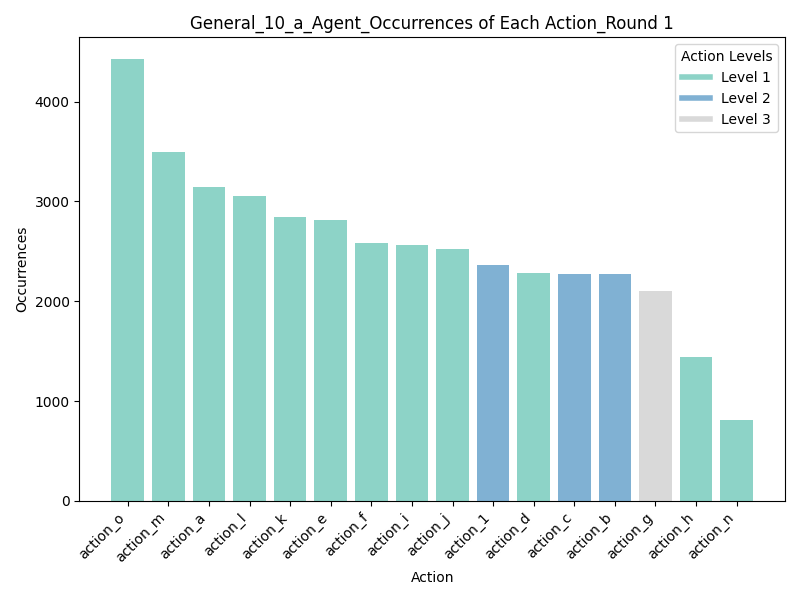 General_10_a_Agent_Occurrences of Each Action_Round 1
Action Levels
Level 1
Level 2
Level 3
Occurrences
4000
3000
2000
1000
0
action_o
action_m
action_a
action_l
action_k
action_e
action_f
action_i
action_j
action_1
action_d
action_c
action_b
action_g
action_h
action_n
Action